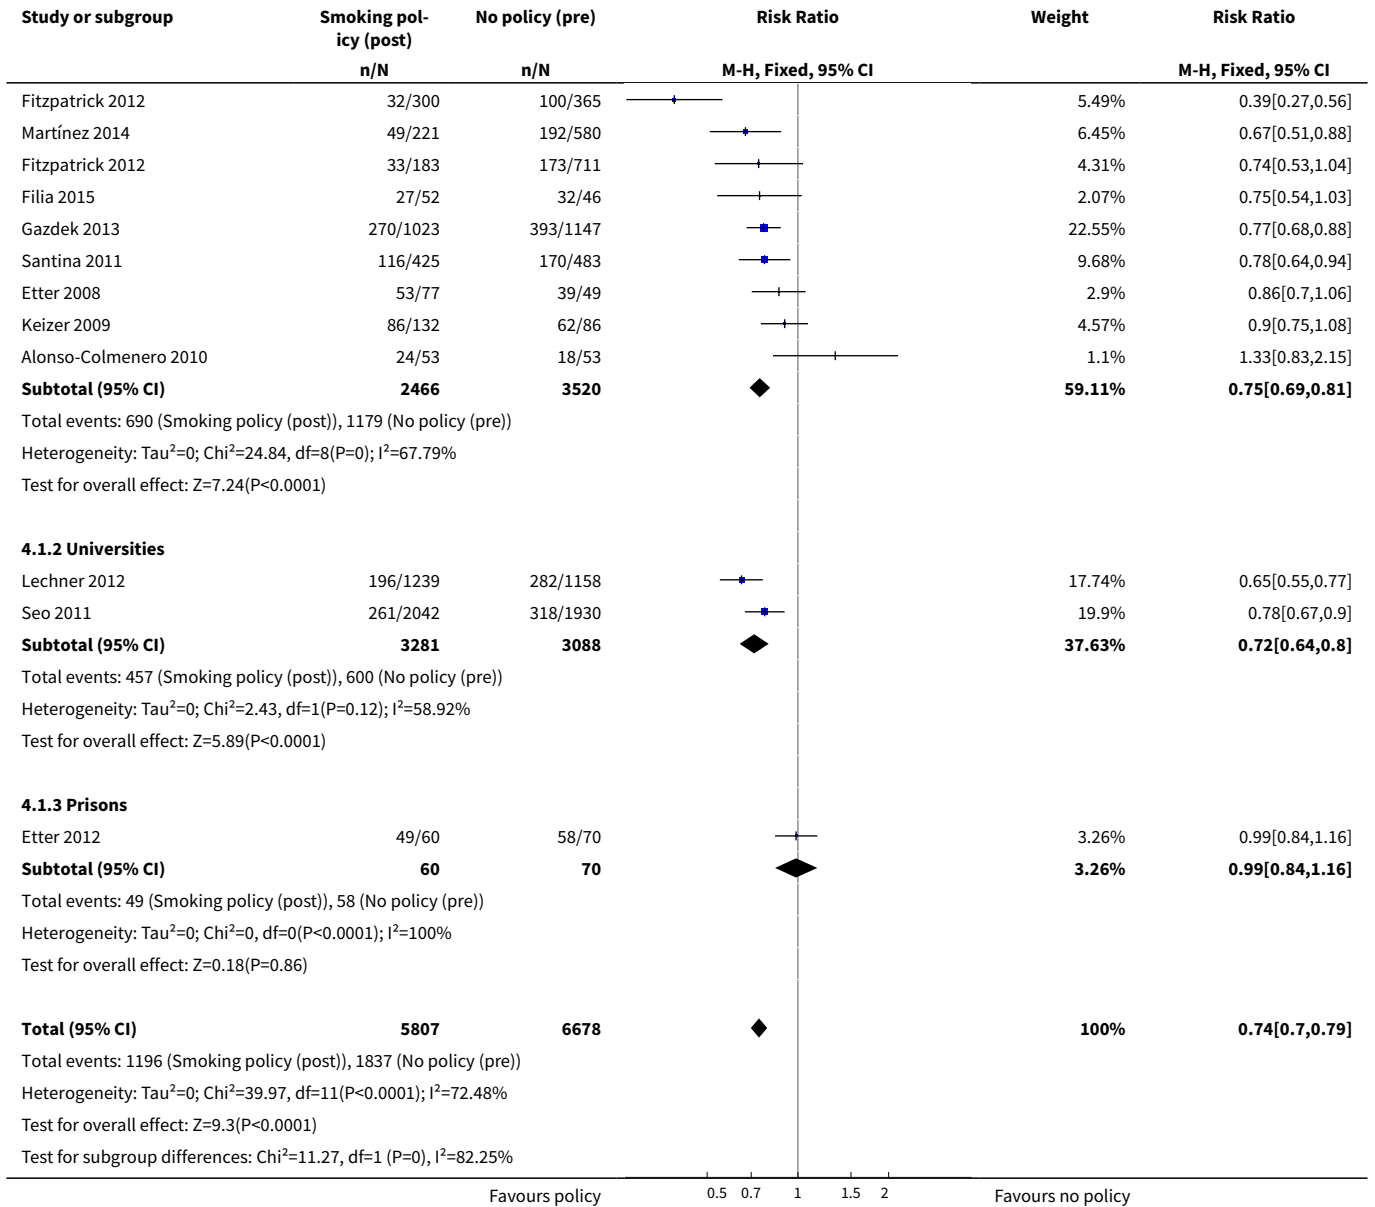 Study or subgroup Smoking pol- No policy (pre) Risk Ratio Weight Risk Ratio
icy (post)
n/N n/N M-H, Fixed, 95% CI M-H, Fixed, 95% CI
Fitzpatrick 2012 32/300 100/365 5.49% 0.39[0.27,0.56]
Martínez 2014 49/221 192/580 6.45% 0.67[0.51,0.88]
Fitzpatrick 2012 33/183 173/711 4.31% 0.74[0.53,1.04]
Filia 2015 27/52 32/46 2.07% 0.75[0.54,1.03]
Gazdek 2013 270/1023 393/1147 22.55% 0.77[0.68,0.88]
Santina 2011 116/425 170/483 9.68% 0.78[0.64,0.94]
Etter 2008 53/77 39/49 2.9% 0.86[0.7,1.06]
Keizer 2009 86/132 62/86 4.57% 0.9[0.75,1.08]
Alonso-Colmenero 2010 24/53 18/53 1.1% 1.33[0.83,2.15]
Subtotal (95% CI) 2466 3520 59.11% 0.75[0.69,0.81]
Total events: 690 (Smoking policy (post)), 1179 (No policy (pre))
Heterogeneity: Tau²=0; Chi²=24.84, df=8(P=0); I²=67.79%
Test for overall effect: Z=7.24(P<0.0001)
4.1.2 Universities
Lechner 2012 196/1239 282/1158 17.74% 0.65[0.55,0.77]
Seo 2011 261/2042 318/1930 19.9% 0.78[0.67,0.9]
Subtotal (95% CI) 3281 3088 37.63% 0.72[0.64,0.8]
Total events: 457 (Smoking policy (post)), 600 (No policy (pre))
Heterogeneity: Tau²=0; Chi²=2.43, df=1(P=0.12); I²=58.92%
Test for overall effect: Z=5.89(P<0.0001)
4.1.3 Prisons
Etter 2012 49/60 58/70 3.26% 0.99[0.84,1.16]
Subtotal (95% CI) 60 70 3.26% 0.99[0.84,1.16]
Total events: 49 (Smoking policy (post)), 58 (No policy (pre))
Heterogeneity: Tau²=0; Chi²=0, df=0(P<0.0001); I²=100%
Test for overall effect: Z=0.18(P=0.86)
Total (95% CI) 5807 6678 100% 0.74[0.7,0.79]
Total events: 1196 (Smoking policy (post)), 1837 (No policy (pre))
Heterogeneity: Tau²=0; Chi²=39.97, df=11(P<0.0001); I²=72.48%
Test for overall effect: Z=9.3(P<0.0001)
Test for subgroup differences: Chi²=11.27, df=1 (P=0), I²=82.25%
Favours policy 0.5 0.7 1 1.5 2 Favours no policy